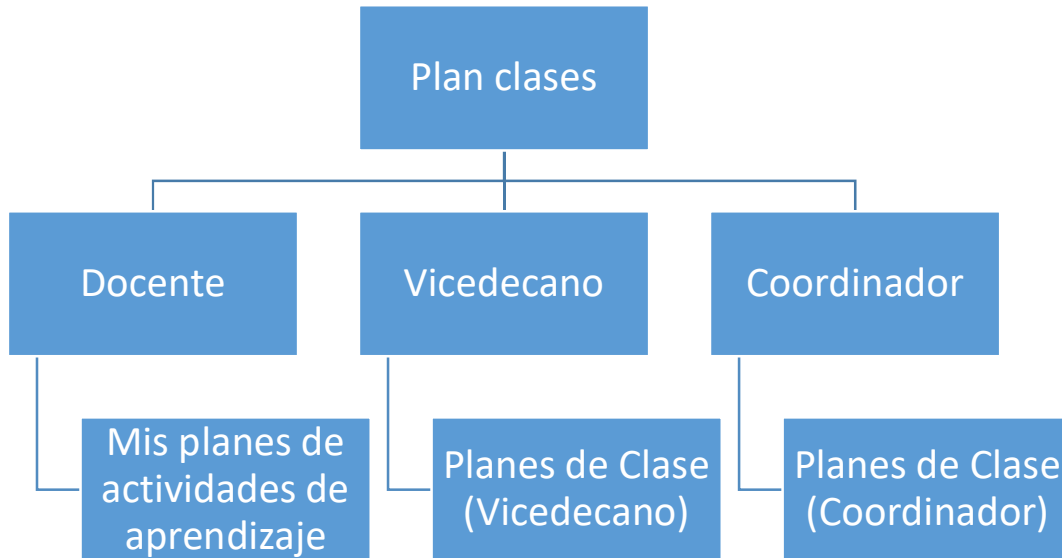 Plan clases
Docente
Vicedecano
Coordinador
Mis planes de
actividades de
aprendizaje
Planes de Clase
(Vicedecano)
Planes de Clase
(Coordinador)